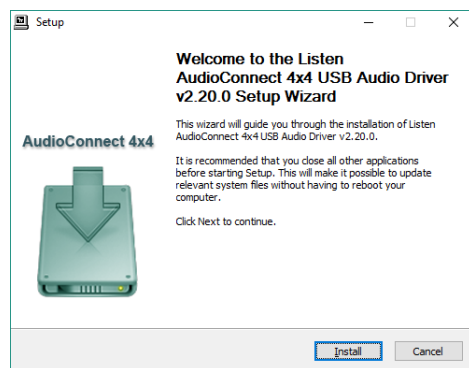 Setup
Welcome to the Listen
AudioConnect 4x4 USB Audio Driver
v2.20.0 Setup Wizard
This wizard will guide you through the installation of Listen
AudioConnect 4x4 USB Audio Driver v2.20.0.
AudioConnect 4x4
It is recommended that you close all other applications
before starting Setup. This will make it possible to update
relevant system files without having to reboot your
computer.
Click Next to continue.
Install
Cancel